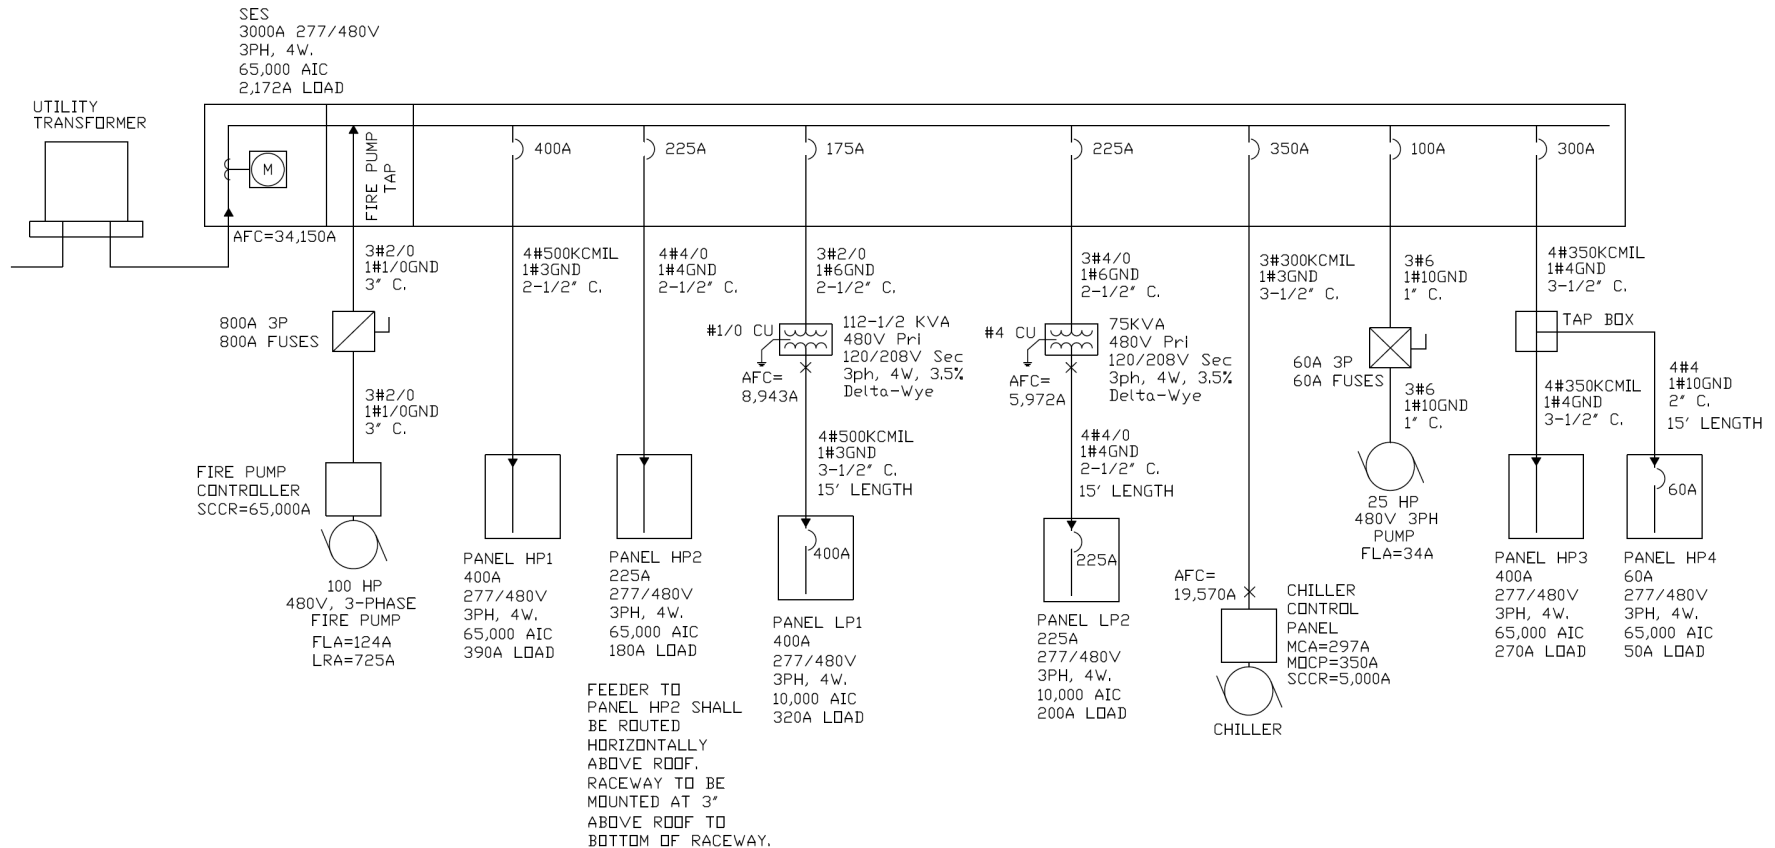 SES
3000A 277/480V
3PH, 4W.
65,000 AIC
2,172A LOAD
UTILITY
TRANSFORMER
M
AFC=34,150A
FIRE PUMP
TAP
400A
225A
175A
225A
350A
100A
300A
3#2/0
1#1/0GND
3" C.
800A 3P
800A FUSES
3#2/0
1#1/0GND
3" C.
FIRE PUMP
CONTROLLER
SCCR=65,000A
100 HP
480V, 3-PHASE
FIRE PUMP
FLA=124A
LRA=725A
4#500KCMIL
1#3GND
2-1/2" C.
PANEL HP1
400A
277/480V
3PH, 4W.
65,000 AIC
390A LOAD
4#4/0
1#4GND
2-1/2" C.
PANEL HP2
225A
277/480V
3PH, 4W.
65,000 AIC
180A LOAD
FEEDER TO
PANEL HP2 SHALL
BE ROUTED
HORIZONTALLY
ABOVE ROOF.
RACEWAY TO BE
MOUNTED AT 3"
ABOVE ROOF TO
BOTTOM OF RACEWAY.
3#2/0
1#6GND
2-1/2" C.
#1/0 CU
112-1/2 KVA
480V Pri
120/208V Sec
3ph, 4W, 3.5%
Delta-Wye
AFC=
8,943A
4#500KCMIL
1#3GND
3-1/2" C.
15' LENGTH
400A
PANEL LP1
400A
277/480V
3PH, 4W.
10,000 AIC
320A LOAD
3#4/0
1#6GND
2-1/2" C.
#4 CU
75KVA
480V Pri
120/208V Sec
3ph, 4W, 3.5%
Delta-Wye
AFC=
5,972A
4#4/0
1#4GND
2-1/2" C.
15' LENGTH
225A
PANEL LP2
225A
277/480V
3PH, 4W.
10,000 AIC
200A LOAD
3#300KCMIL
1#3GND
3-1/2" C.
AFC=
19,570A
CHILLER
CONTROL
PANEL
MCA=297A
MOCP=350A
SCCR=5,000A
CHILLER
3#6
1#10GND
1" C.
60A 3P
60A FUSES
3#6
1#10GND
1" C.
25 HP
480V 3PH
PUMP
FLA=34A
4#350KCMIL
1#4GND
3-1/2" C.
TAP BOX
4#350KCMIL
1#4GND
3-1/2" C.
PANEL HP3
400A
277/480V
3PH, 4W.
65,000 AIC
270A LOAD
4#4
1#10GND
2" C.
15' LENGTH
60A
PANEL HP4
60A
277/480V
3PH, 4W.
65,000 AIC
50A LOAD